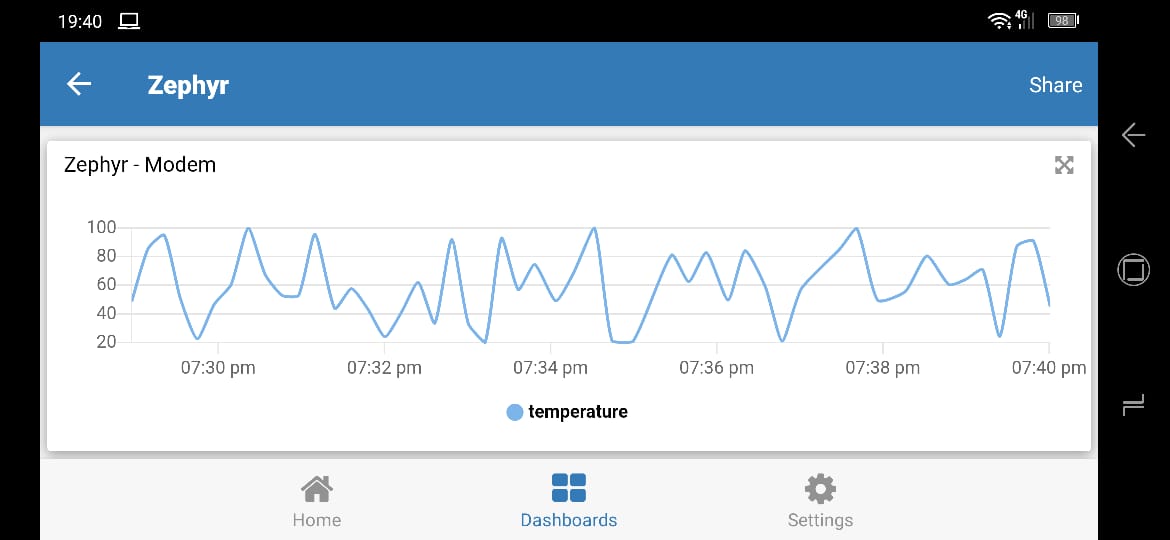 19:40 4G 98
Zephyr Share
Zephyr - Modem
100
80
60
40
20
07:30 pm 07:32 pm 07:34 pm 07:36 pm 07:38 pm 07:40 pm
temperature
Home Dashboards Settings